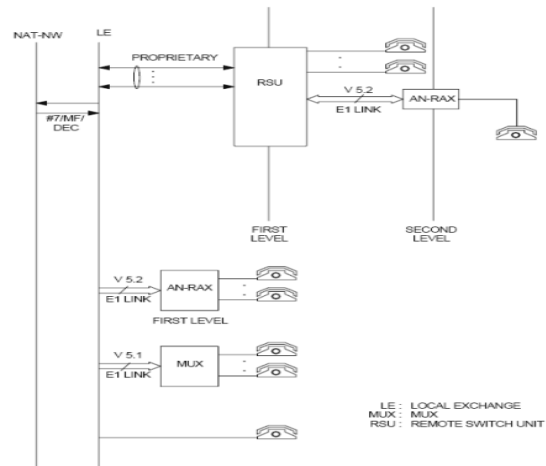 NAT-NW
LE
PROPRIETARY
RSU
V 5.2
E1 LINK
AN-RAX
#7/MF/
DEC
FIRST
LEVEL
SECOND
LEVEL
V 5.2
E1 LINK
AN-RAX
FIRST LEVEL
V 5.1
E1 LINK
MUX
LE : LOCAL EXCHANGE
MUX : MUX
RSU : REMOTE SWITCH UNIT